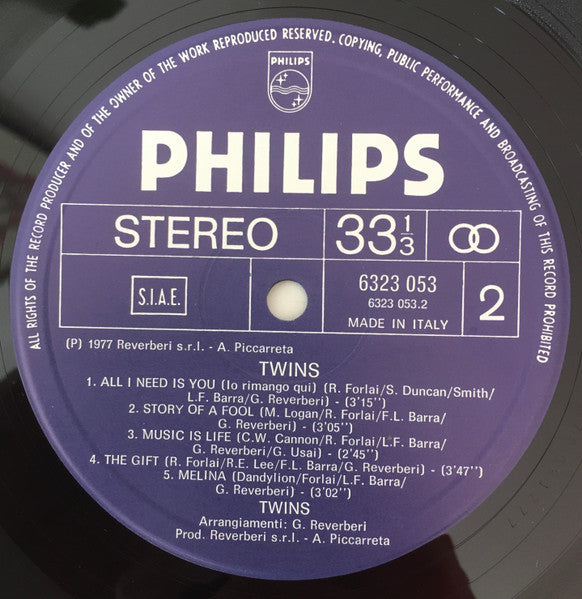 ALL RIGHTS OF THE RECORD PRODUCER AND OF THE OWNER OF THE WORK REPRODUCED RESERVED. COPYING, PUBLIC PERFORMANCE AND BROADCASTING OF THIS RECORD PROHIBITED
PHILIPS
PHILIPS
STEREO
33 1/3
S.I.A.E.
6323 053
6323 053.2
MADE IN ITALY
2
(P) 1977 Reverberi s.r.l. - A. Piccarreta
TWINS
1. ALL I NEED IS YOU (Io rimango qui) (R. Forlai/S. Duncan/Smith/
L.F. Barra/G. Reverberi) - (3'15'')
2. STORY OF A FOOL (M. Logan/R. Forlai/F.L. Barra/
G. Reverberi) - (3'05'')
3. MUSIC IS LIFE (C.W. Cannon/R. Forlai/L.F. Barra/
G. Reverberi/G. Usai) - (2'45'')
4. THE GIFT (R. Forlai/R.E. Lee/F.L. Barra/G. Reverberi) - (3'47'')
5. MELINA (Dandylion/Forlai/L.F. Barra/
G. Reverberi) - (3'02'')
TWINS
Arrangiamenti: G. Reverberi
Prod. Reverberi s.r.l. - A. Piccarreta